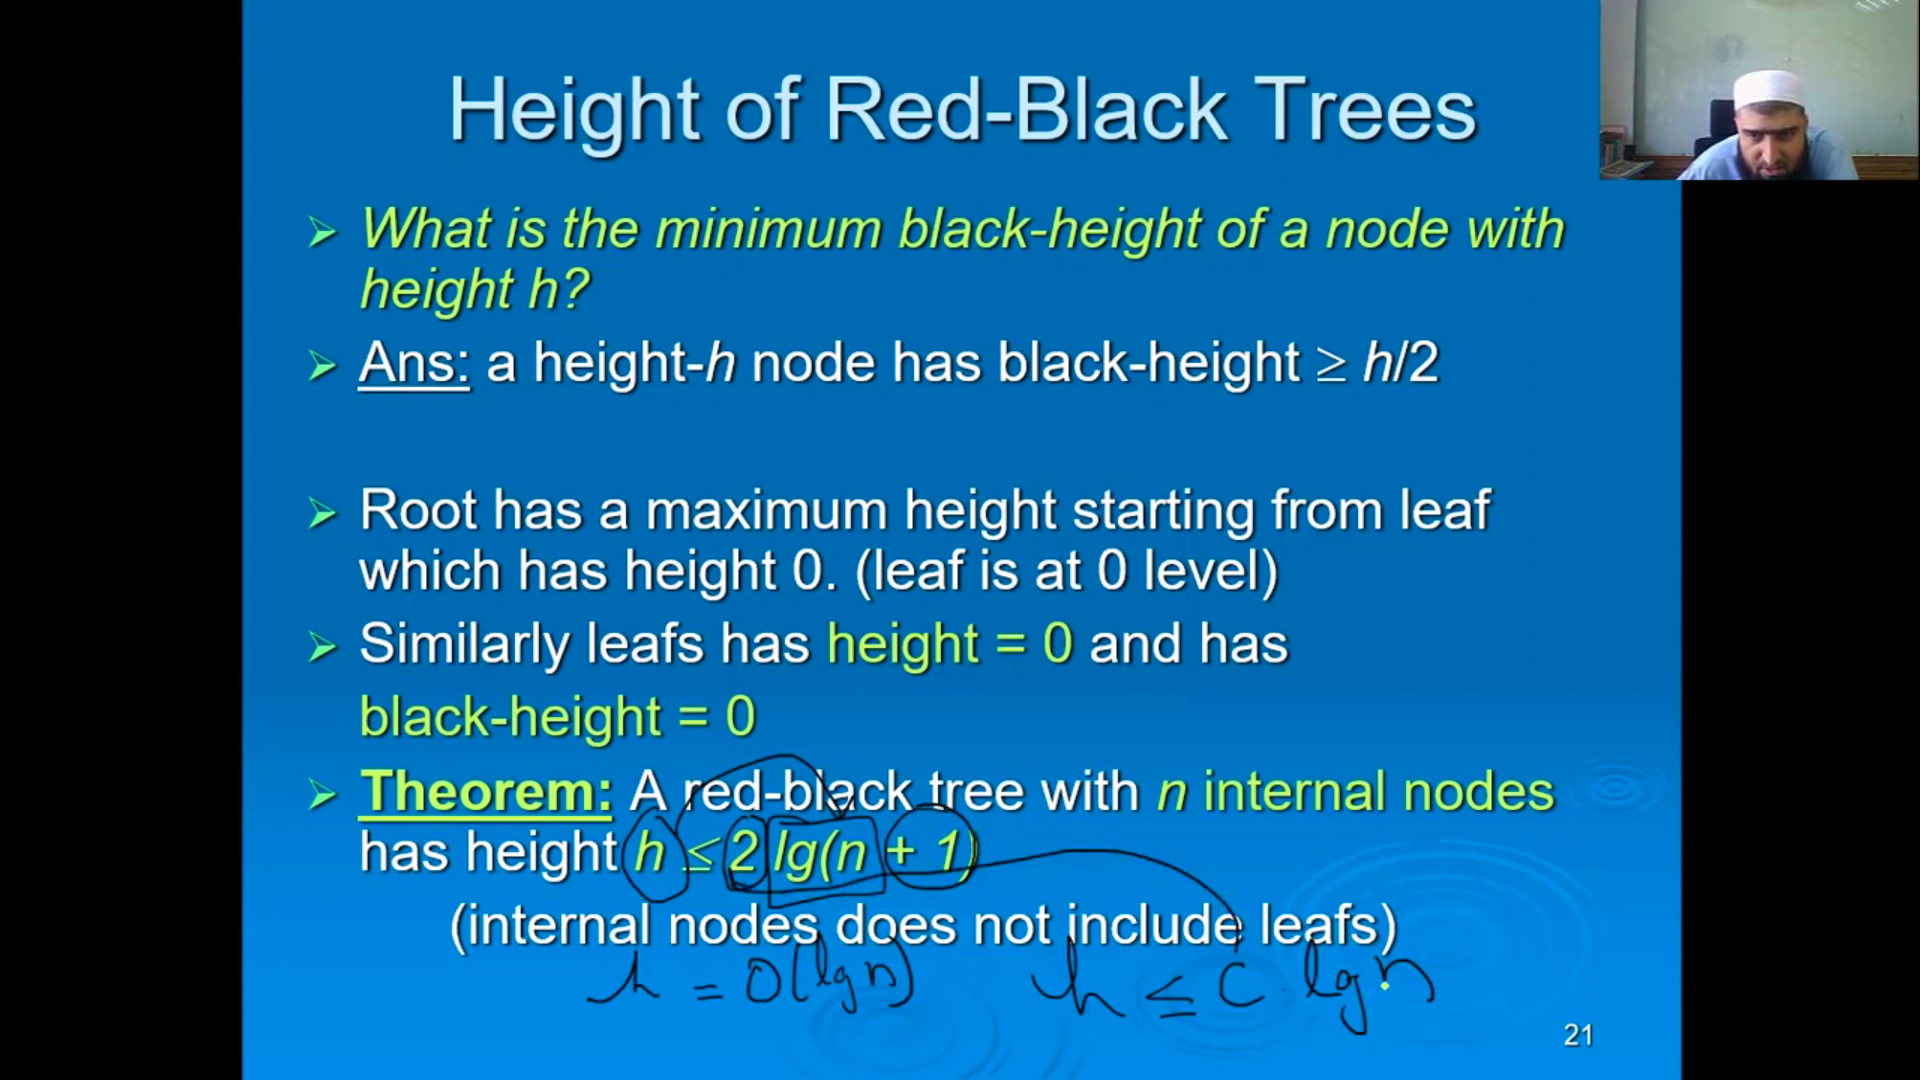 Height of Red-Black Trees
What is the minimum black-height of a node with
height h?
Ans: a height-h node has black-height ≥ h/2
Root has a maximum height starting from leaf
which has height 0. (leaf is at 0 level)
Similarly leafs has height = 0 and has
black-height = 0
Theorem: A red-black tree with n internal nodes
has height h ≤ 2 lg(n + 1)
(internal nodes does not include leafs)
h = O(lg n) h ≤ C . lg n
21